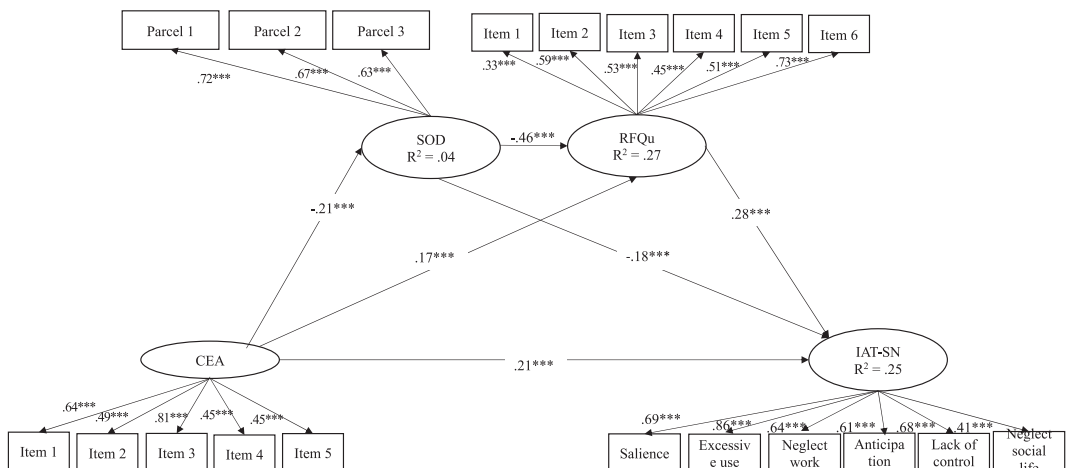 Parcel 1
Parcel 2
Parcel 3
Item 1
Item 2
Item 3
Item 4
Item 5
Item 6
.72***
.67***
.63***
.33***
.59***
.53***
.45***
.51***
.73***
SOD
R² = .04
-.46***
RFQu
R² = .27
-.21***
.17***
-.18***
.28***
CEA
.21***
IAT-SN
R² = .25
.64***
.49***
.81***
.45***
.45***
.69***
.86***
.64***
.61***
.68***
.41***
Item 1
Item 2
Item 3
Item 4
Item 5
Salience
Excessiv
e use
Neglect
work
Anticipa
tion
Lack of
control
Neglect
social
life